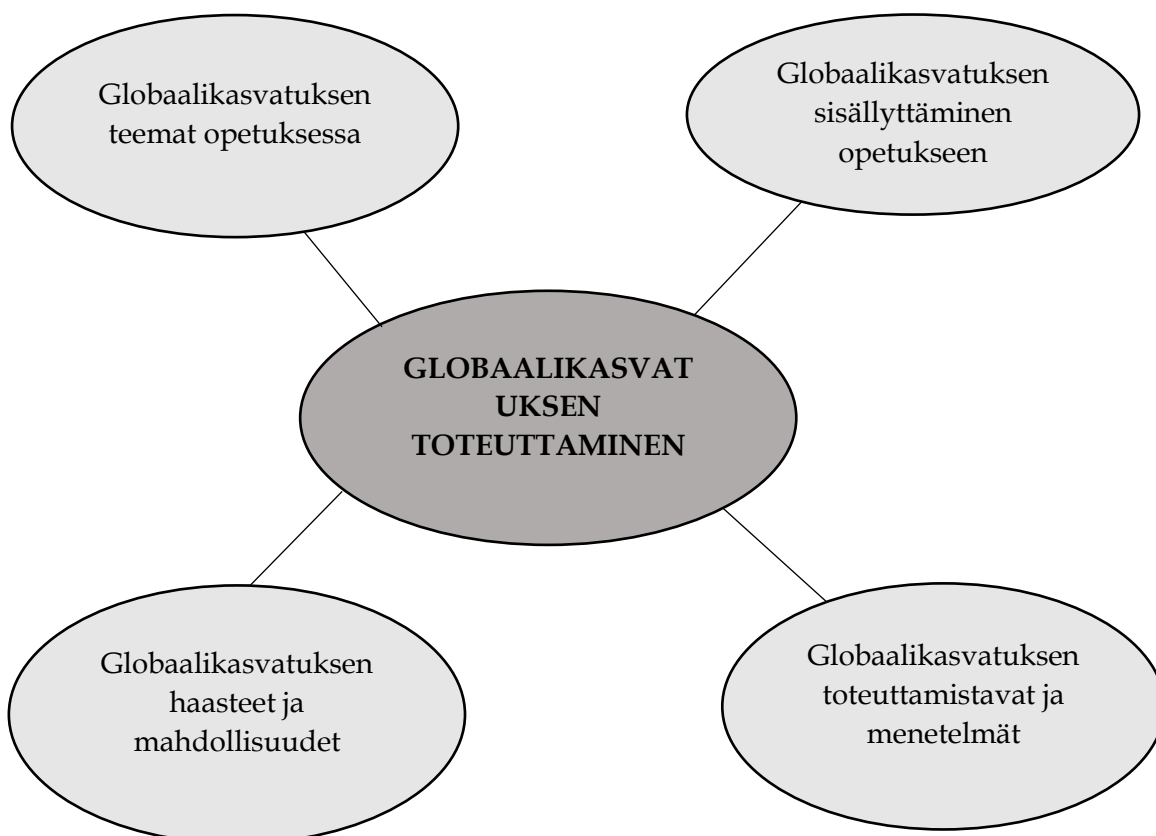 Globaalikasvatuksen
teemat opetuksessa
Globaalikasvatuksen
sisällyttäminen
opetukseen
GLOBAALIKASVAT
UKSEN
TOTEUTTAMINEN
Globaalikasvatuksen
haasteet ja
mahdollisuudet
Globaalikasvatuksen
toteuttamistavat ja
menetelmät